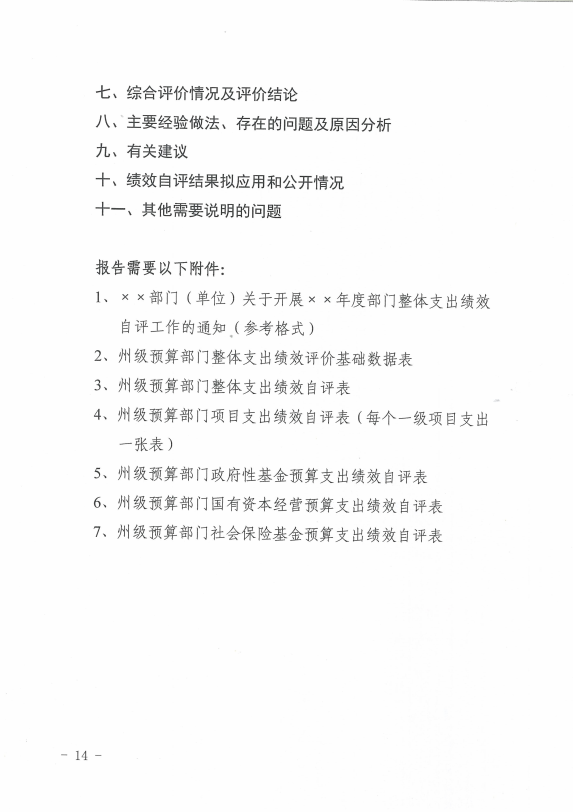 七、综合评价情况及评价结论
八、主要经验做法、存在的问题及原因分析
九、有关建议
十、绩效自评结果拟应用和公开情况
十一、其他需要说明的问题
报告需要以下附件：
1、××部门（单位）关于开展××年度部门整体支出绩效
自评工作的通知（参考格式）
2、州级预算部门整体支出绩效评价基础数据表
3、州级预算部门整体支出绩效自评表
4、州级预算部门项目支出绩效自评表（每个一级项目支出
一张表）
5、州级预算部门政府性基金预算支出绩效自评表
6、州级预算部门国有资本经营预算支出绩效自评表
7、州级预算部门社会保险基金预算支出绩效自评表
- 14 -